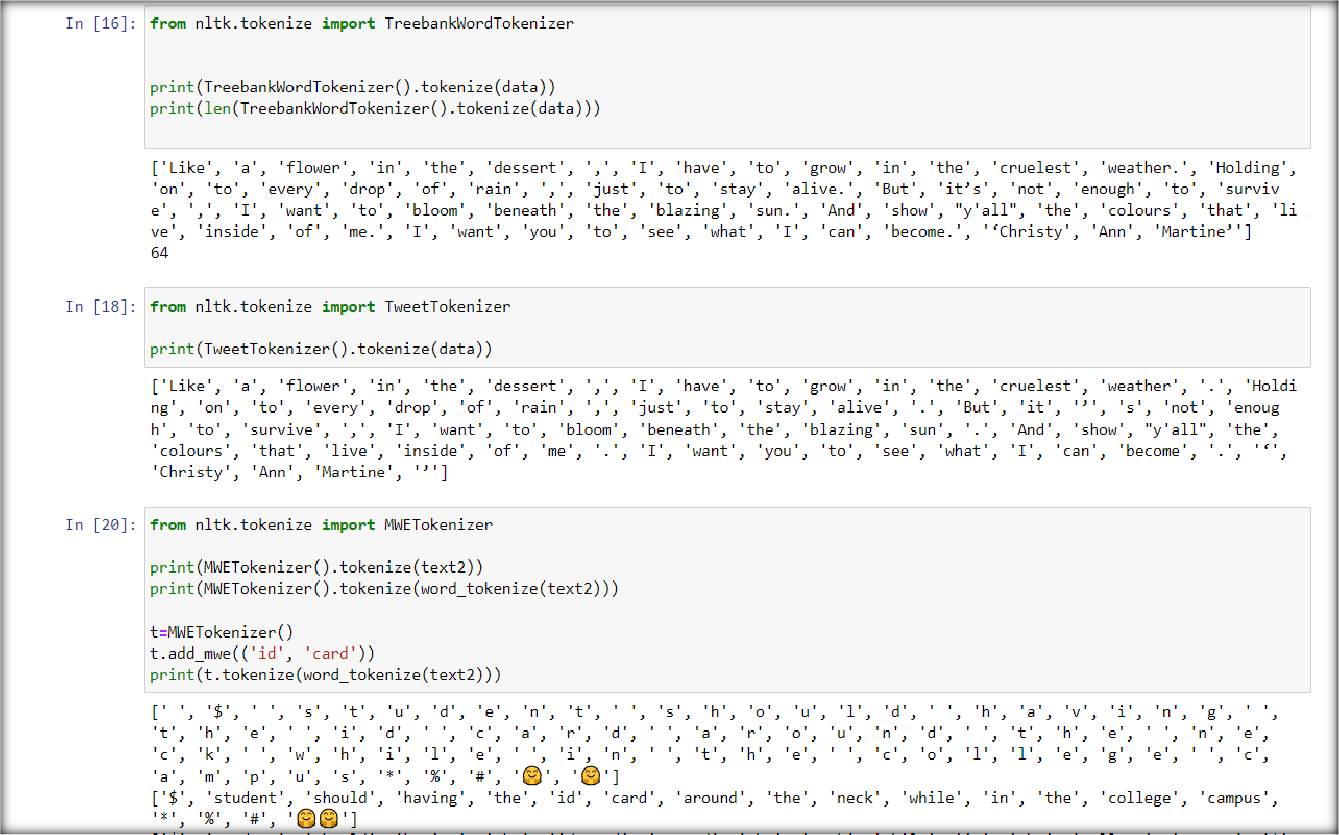 In [16]: from nltk.tokenize import TreebankWordTokenizer
print(TreebankWordTokenizer().tokenize(data))
print(len(TreebankWordTokenizer().tokenize(data)))
['Like', 'a', 'flower', 'in', 'the', 'dessert', ',', 'I', 'have', 'to', 'grow', 'in', 'the', 'cruelest', 'weather.', 'Holding',
'on', 'to', 'every', 'drop', 'of', 'rain', ',', 'just', 'to', 'stay', 'alive.', 'But', 'it’s', 'not', 'enough', 'to', 'surviv
e', ',', 'I', 'want', 'to', 'bloom', 'beneath', 'the', 'blazing', 'sun.', 'And', 'show', "y'all", 'the', 'colours', 'that', 'li
ve', 'inside', 'of', 'me.', 'I', 'want', 'you', 'to', 'see', 'what', 'I', 'can', 'become.', '‘Christy', 'Ann', 'Martine’']
64
In [18]: from nltk.tokenize import TweetTokenizer
print(TweetTokenizer().tokenize(data))
['Like', 'a', 'flower', 'in', 'the', 'dessert', ',', 'I', 'have', 'to', 'grow', 'in', 'the', 'cruelest', 'weather', '.', 'Holdi
ng', 'on', 'to', 'every', 'drop', 'of', 'rain', ',', 'just', 'to', 'stay', 'alive', '.', 'But', 'it', '’', 's', 'not', 'enoug
h', 'to', 'survive', ',', 'I', 'want', 'to', 'bloom', 'beneath', 'the', 'blazing', 'sun', '.', 'And', 'show', "y'all", 'the',
'colours', 'that', 'live', 'inside', 'of', 'me', '.', 'I', 'want', 'you', 'to', 'see', 'what', 'I', 'can', 'become', '.', '‘',
'Christy', 'Ann', 'Martine', '’']
In [20]: from nltk.tokenize import MWETokenizer
print(MWETokenizer().tokenize(text2))
print(MWETokenizer().tokenize(word_tokenize(text2)))
t=MWETokenizer()
t.add_mwe(('id', 'card'))
print(t.tokenize(word_tokenize(text2)))
[' ', '$', ' ', 's', 't', 'u', 'd', 'e', 'n', 't', ' ', 's', 'h', 'o', 'u', 'l', 'd', ' ', 'h', 'a', 'v', 'i', 'n', 'g', ' ',
't', 'h', 'e', ' ', 'i', 'd', ' ', 'c', 'a', 'r', 'd', ' ', 'a', 'r', 'o', 'u', 'n', 'd', ' ', 't', 'h', 'e', ' ', 'n', 'e',
'c', 'k', ' ', 'w', 'h', 'i', 'l', 'e', ' ', 'i', 'n', ' ', 't', 'h', 'e', ' ', 'c', 'o', 'l', 'l', 'e', 'g', 'e', ' ', 'c',
'a', 'm', 'p', 'u', 's', '*', '%', '#', '🤗', '🤗']
['$', 'student', 'should', 'having', 'the', 'id', 'card', 'around', 'the', 'neck', 'while', 'in', 'the', 'college', 'campus',
'*', '%', '#', '🤗🤗']